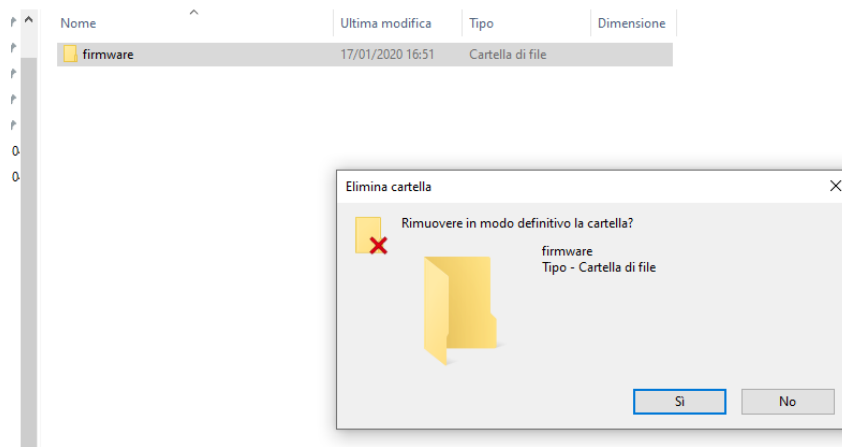 Nome Ultima modifica Tipo Dimensione
firmware 17/01/2020 16:51 Cartella di file
Elimina cartella
Rimuovere in modo definitivo la cartella?
firmware
Tipo - Cartella di file
Sì No